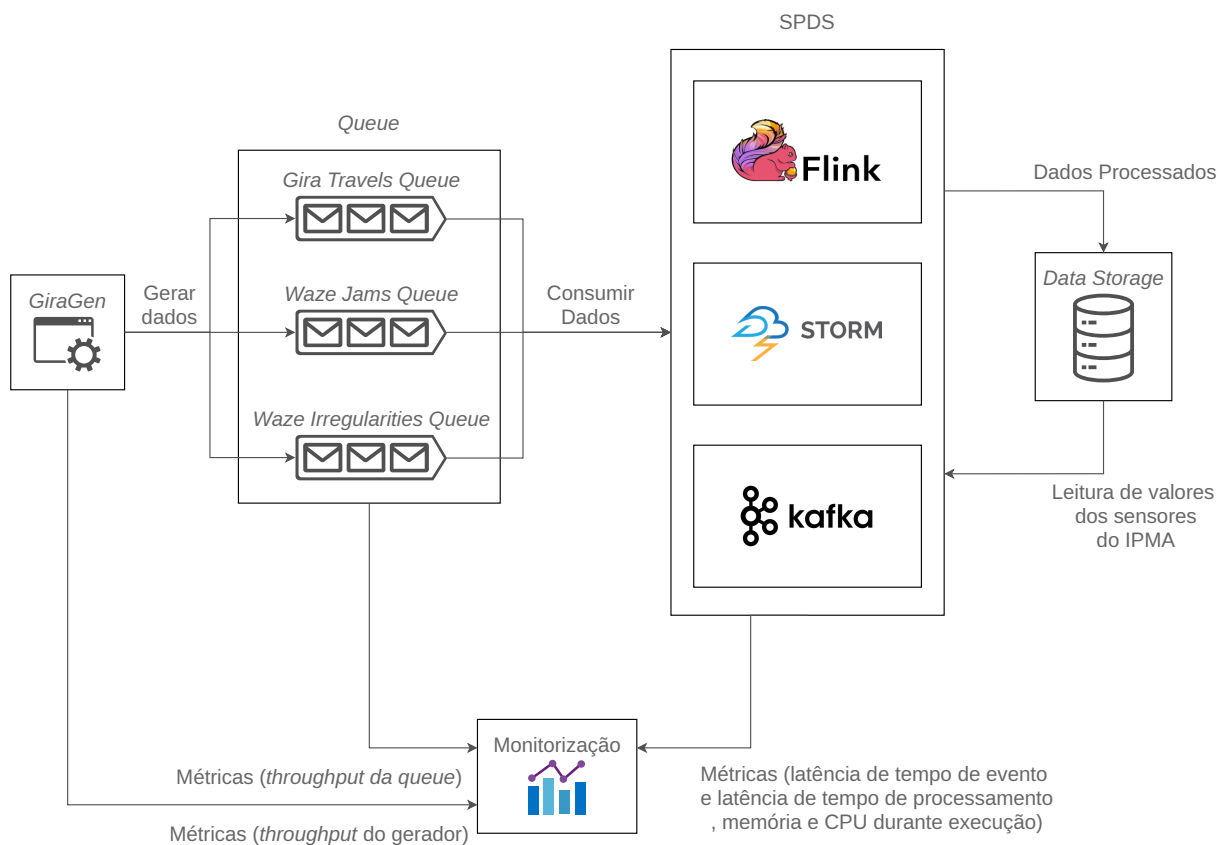 SPDS
Queue
Gira Travels Queue
Flink
Dados Processados
GiraGen
Gerar
dados
Waze Jams Queue
Consumir
Dados
STORM
Data Storage
Waze Irregularities Queue
kafka
Leitura de valores
dos sensores
do IPMA
Monitorização
Métricas (throughput da queue)
Métricas (throughput do gerador)
Métricas (latência de tempo de evento
e latência de tempo de processamento
, memória e CPU durante execução)